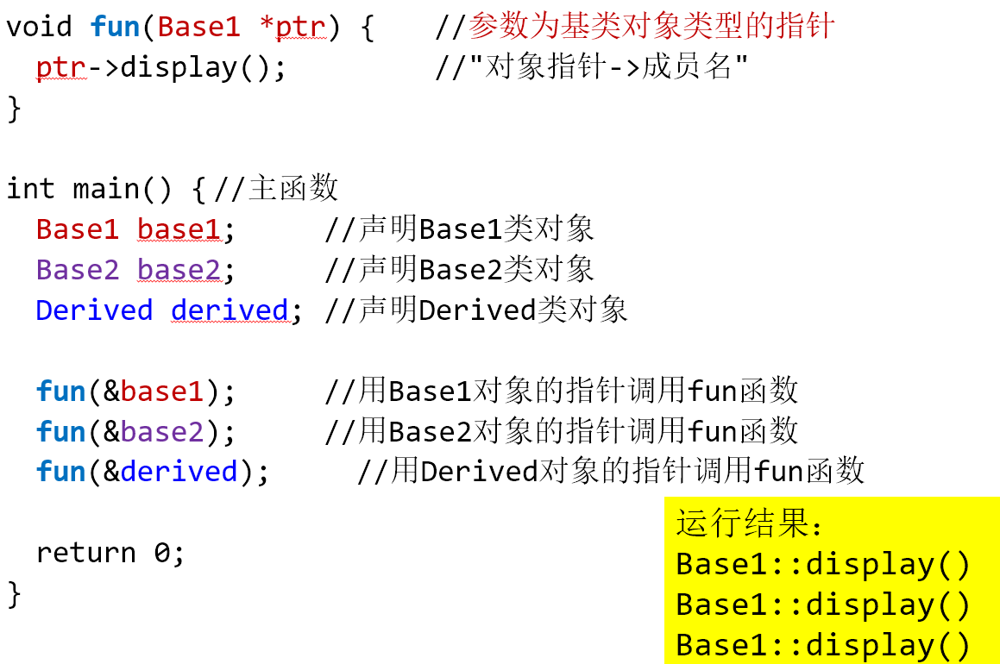 void fun(Base1 *ptr) { //参数为基类对象类型的指针
ptr->display(); //"对象指针->成员名"
}
int main() { //主函数
Base1 base1; //声明Base1类对象
Base2 base2; //声明Base2类对象
Derived derived; //声明Derived类对象
fun(&base1); //用Base1对象的指针调用fun函数
fun(&base2); //用Base2对象的指针调用fun函数
fun(&derived); //用Derived对象的指针调用fun函数
return 0;
}
运行结果：
Base1::display()
Base1::display()
Base1::display()